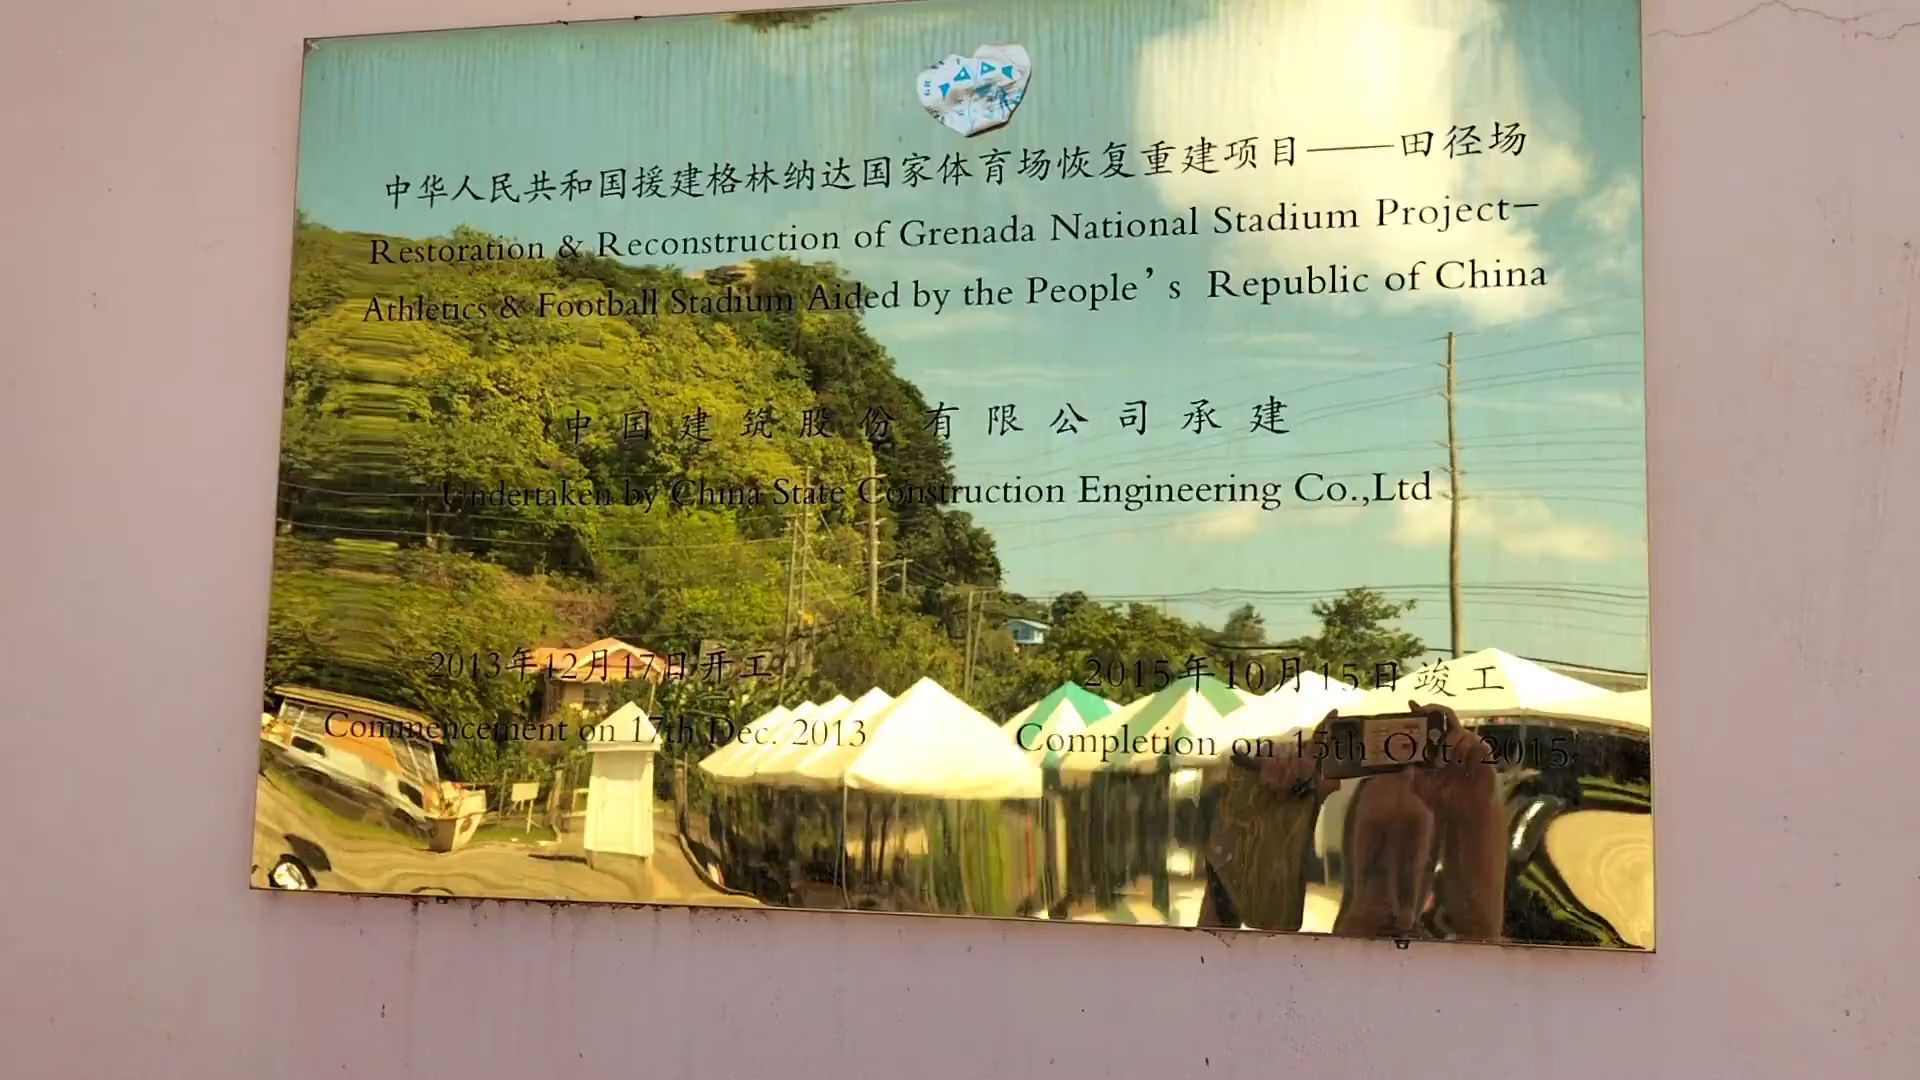 中华人民共和国援建格林纳达国家体育场恢复重建项目——田径场
Restoration & Reconstruction of Grenada National Stadium Project-
Athletics & Football Stadium Aided by the People's Republic of China
中国建筑股份有限公司承建
Undertaken by China State Construction Engineering Co.,Ltd
2013年12月17日开工
Commencement on 17th Dec. 2013
2015年10月15日竣工
Completion on 15th Oct. 2015